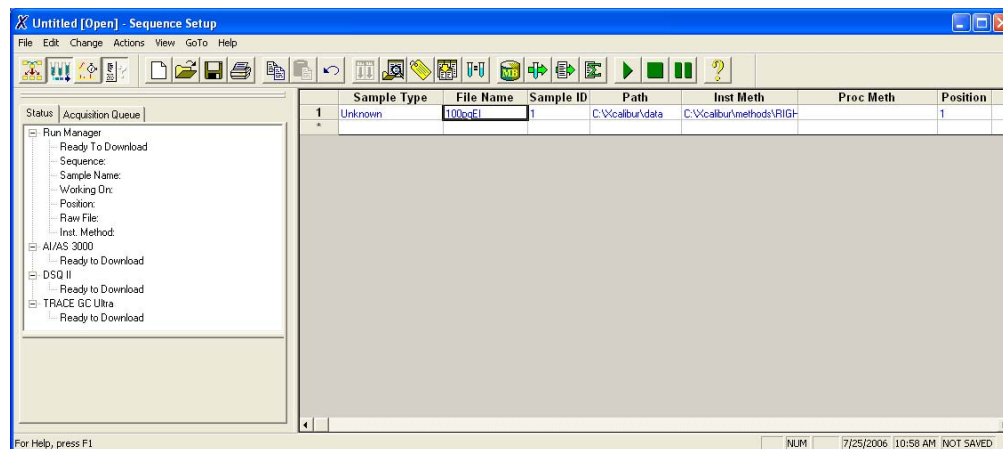 Untitled [Open] - Sequence Setup
File Edit Change Actions View GoTo Help
MB
Status Acquisition Queue
Run Manager
Ready To Download
Sequence:
Sample Name:
Working On:
Position:
Raw File:
Inst. Method:
AI/AS 3000
Ready to Download
DSQ II
Ready to Download
TRACE GC Ultra
Ready to Download
Sample Type File Name Sample ID Path Inst Meth Proc Meth Position
1 Unknown 100pgEI 1 C:\Xcalibur\data C:\Xcalibur\methods\RIGH 1
*
For Help, press F1
NUM 7/25/2006 10:58 AM NOT SAVED